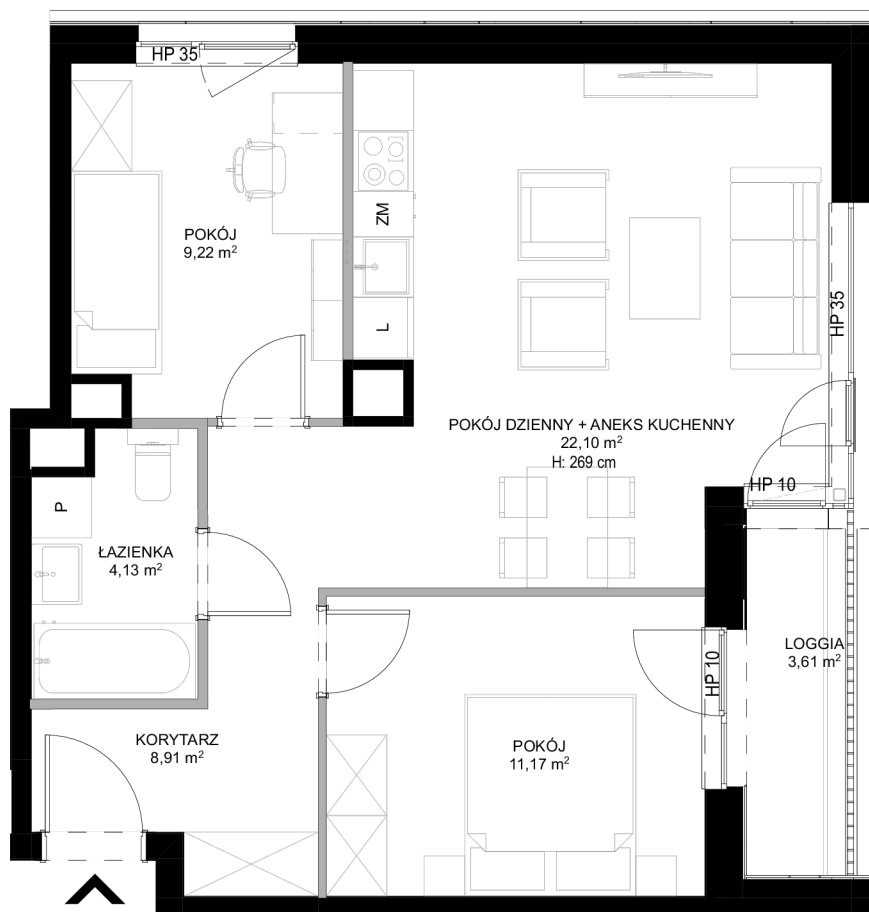 HP 35
POKÓJ
9,22 m²
ZM
L
HP 35
POKÓJ DZIENNY + ANEKS KUCHENNY
22,10 m²
H: 269 cm
HP 10
P
ŁAZIENKA
4,13 m²
LOGGIA
3,61 m²
HP 10
KORYTARZ
8,91 m²
POKÓJ
11,17 m²